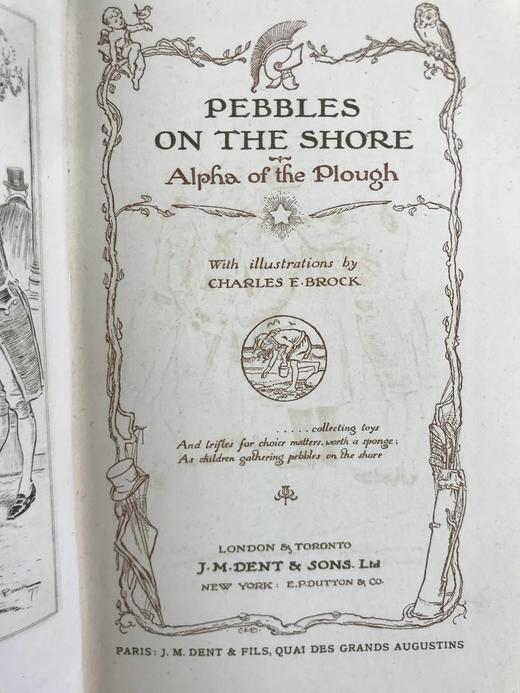 PEBBLES
ON THE SHORE
Alpha of the Plough
With illustrations by
CHARLES E. BROCK
.....collecting toys
And trifles for choice matters, worth a sponge;
As children gathering pebbles on the shore
LONDON & TORONTO
J.M. DENT & SONS. Ltd
NEW YORK: E.P. DUTTON & CO.
C.E.B.
PARIS: J. M. DENT & FILS, QUAI DES GRANDS AUGUSTINS
Brock